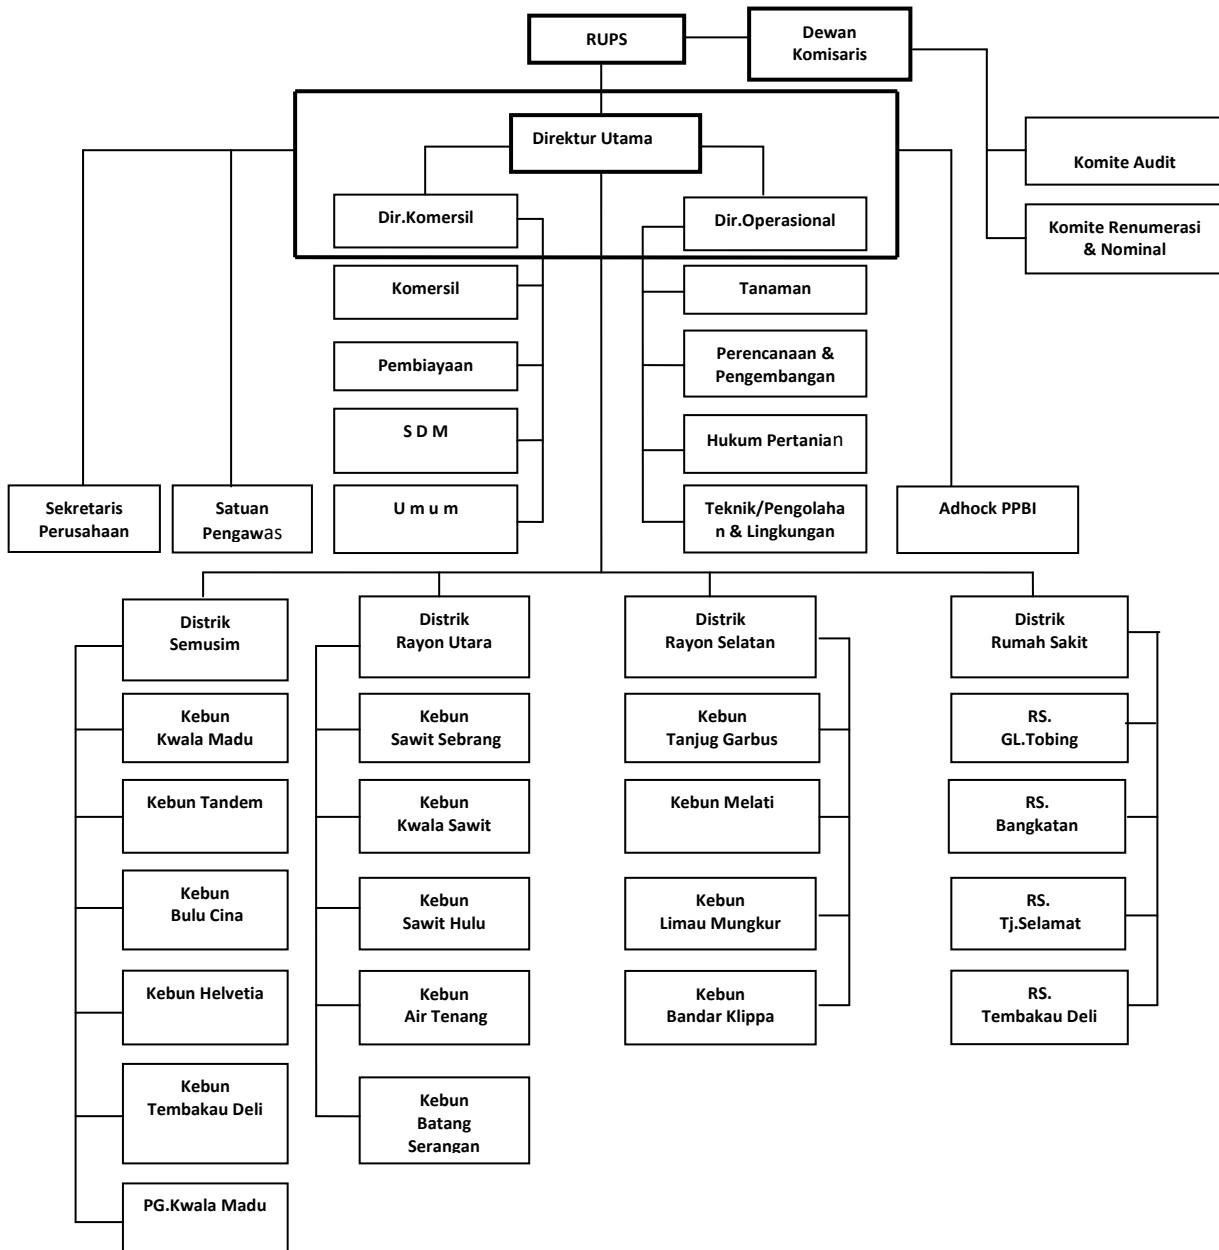 RUPS
Dewan
Komisaris
Direktur Utama
Komite Audit
Dir.Komersil
Dir.Operasional
Komite Renumerasi
& Nominal
Komersil
Tanaman
Pembiayaan
Perencanaan &
Pengembangan
S D M
Hukum Pertanian
Sekretaris
Perusahaan
Satuan
Pengawas
U m u m
Teknik/Pengolaha
n & Lingkungan
Adhock PPBI
Distrik
Semusim
Distrik
Rayon Utara
Distrik
Rayon Selatan
Distrik
Rumah Sakit
Kebun
Kwala Madu
Kebun
Sawit Sebrang
Kebun
Tanjug Garbus
RS.
GL.Tobing
Kebun Tandem
Kebun
Kwala Sawit
Kebun Melati
RS.
Bangkatan
Kebun
Bulu Cina
Kebun
Sawit Hulu
Kebun
Limau Mungkur
RS.
Tj.Selamat
Kebun Helvetia
Kebun
Air Tenang
Kebun
Bandar Klippa
RS.
Tembakau Deli
Kebun
Tembakau Deli
Kebun
Batang
Serangan
PG.Kwala Madu